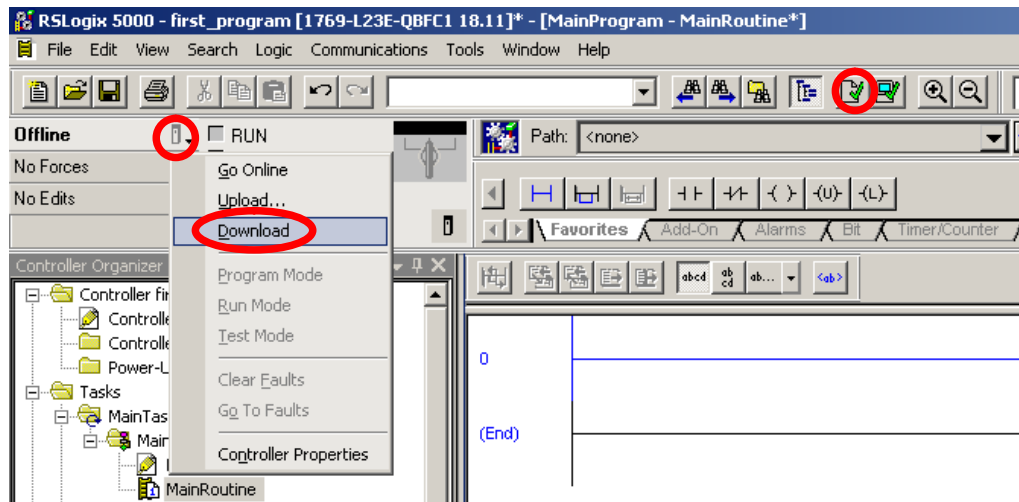 RSLogix 5000 - first_program [1769-L23E-QBFC1 18.11]* - [MainProgram - MainRoutine*]
File Edit View Search Logic Communications Tools Window Help
Offline RUN Path: <none>
No Forces Go Online
No Edits Upload...
Download
Favorites Add-On Alarms Bit Timer/Counter
Controller Organizer
Program Mode
abcd ab cd ab... <ab>
Controller fir
Run Mode
Controlle
Test Mode
Controlle
Power-L
0
Tasks
Clear Faults
MainTas
Go To Faults
Main
(End)
Controller Properties
MainRoutine